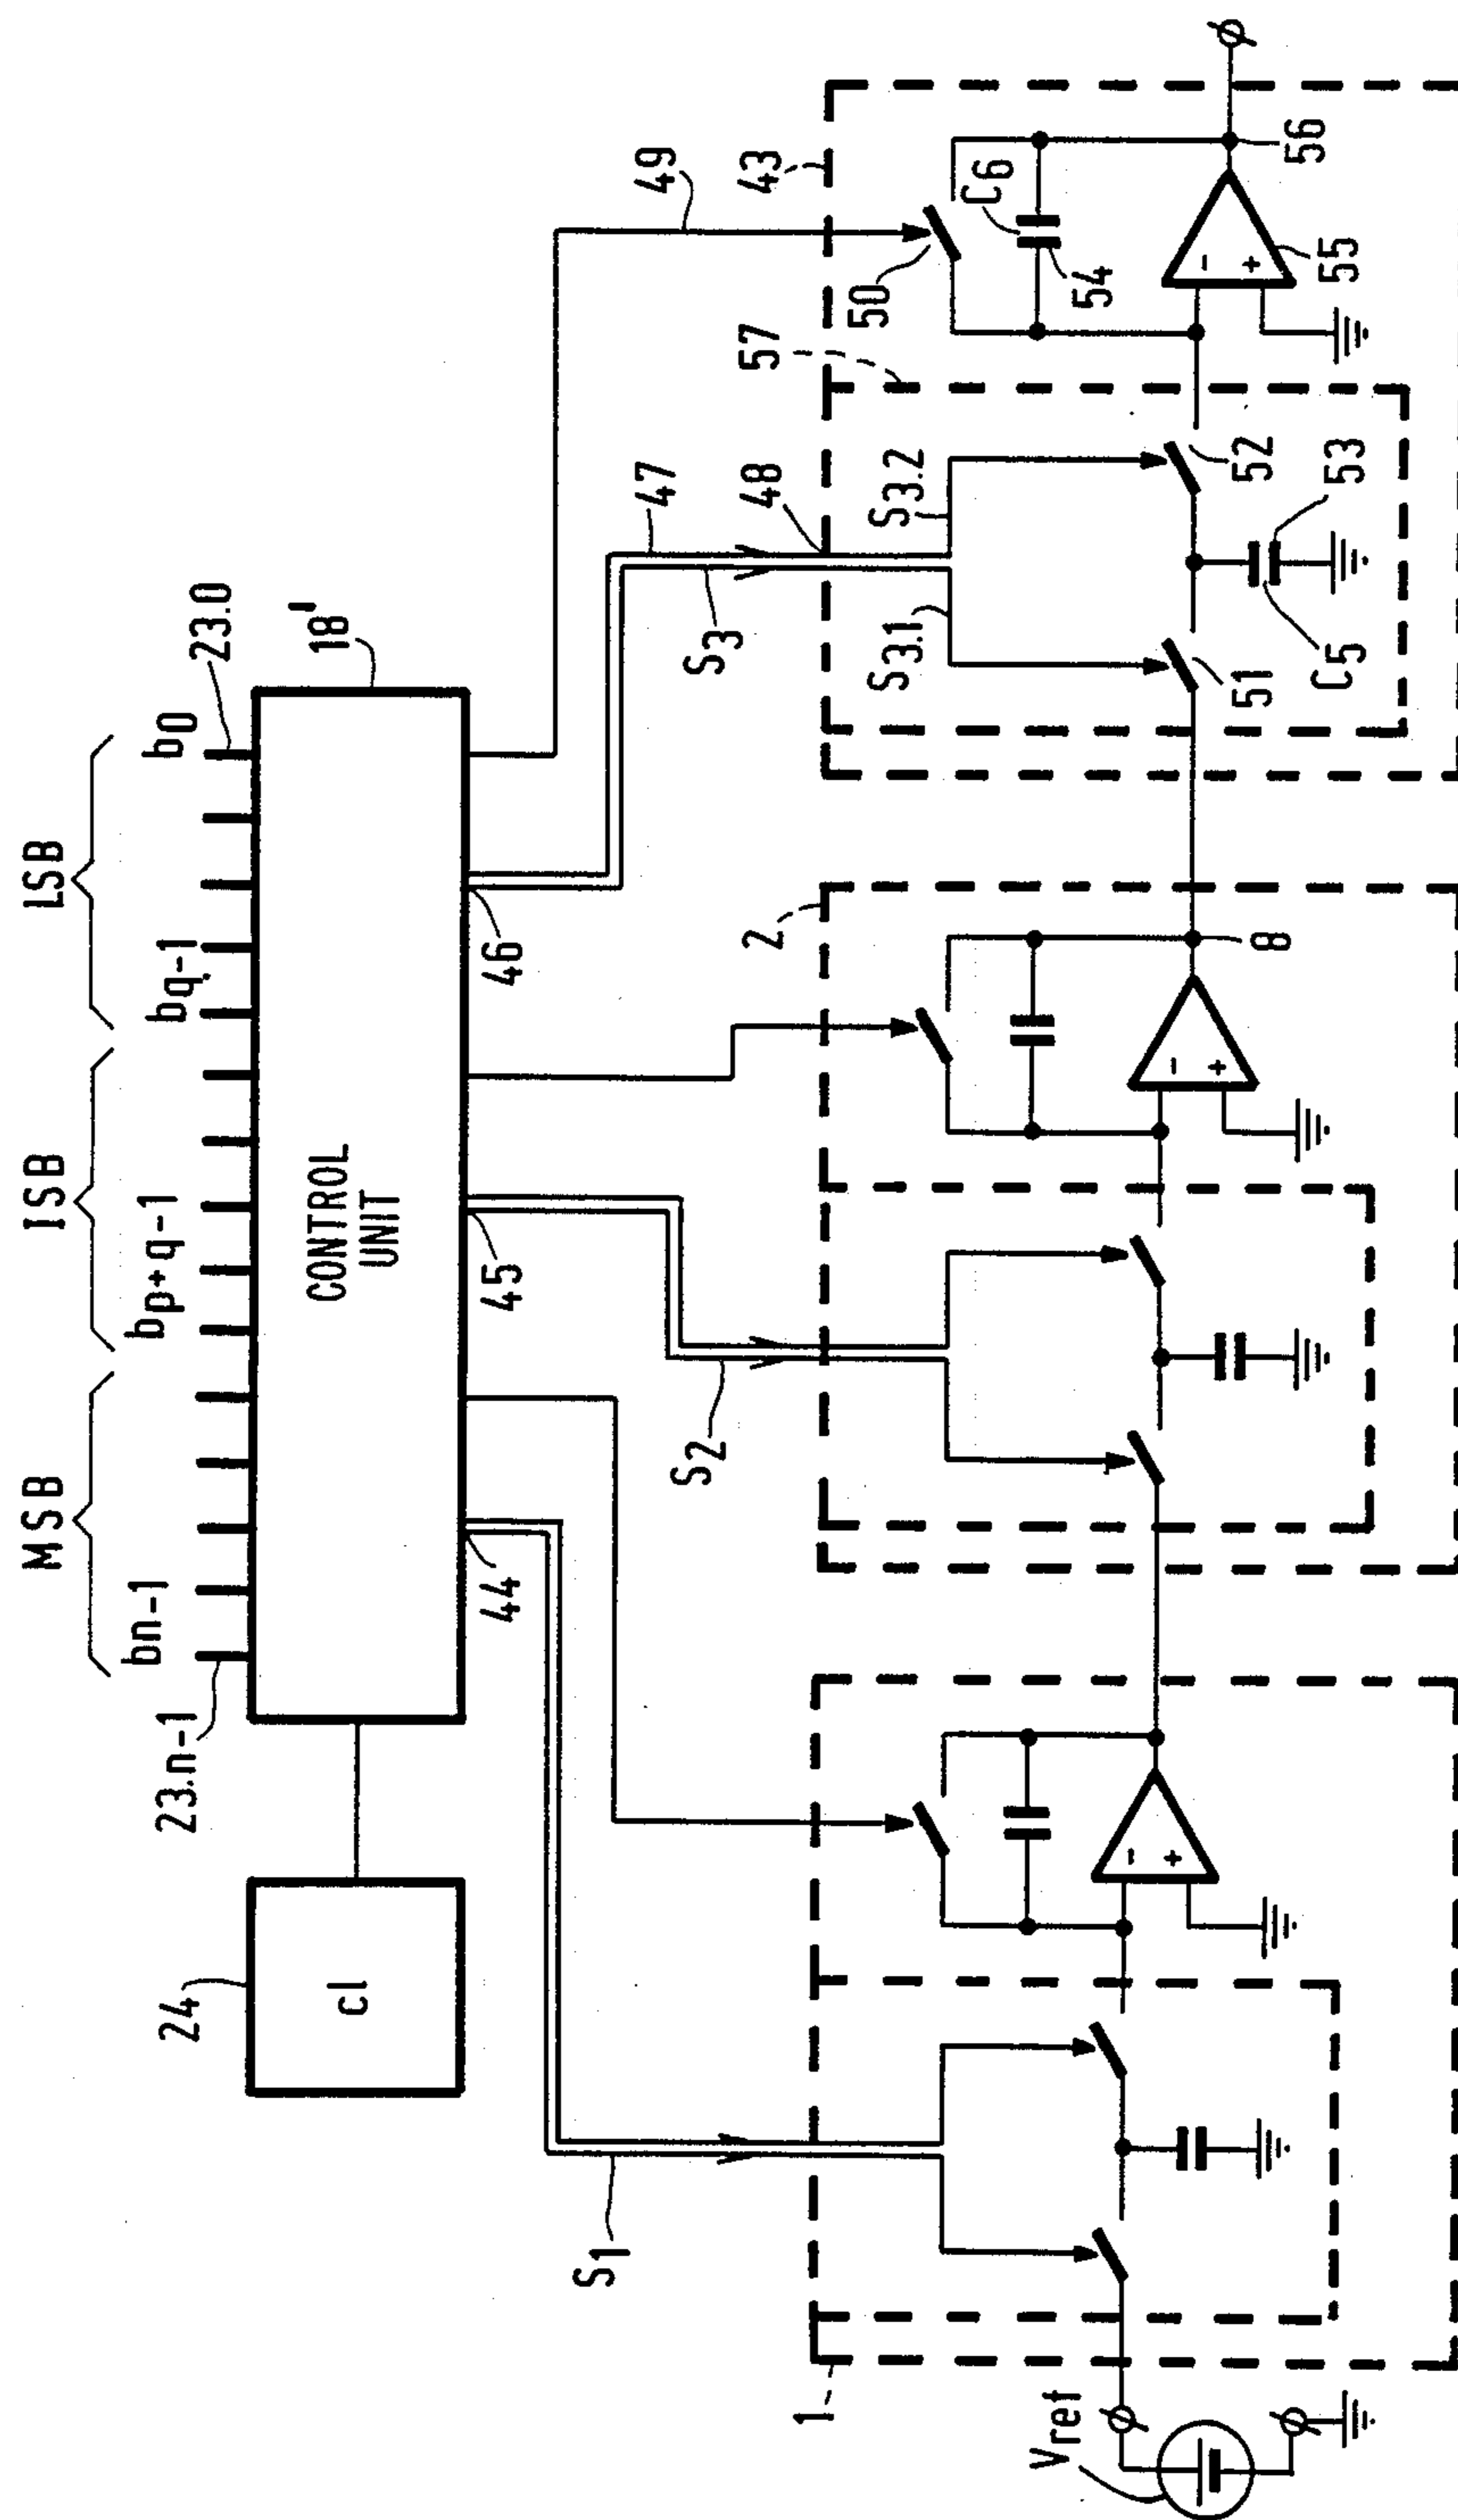 MSB
ISB
LSB
bn-1
bp+q-1
bq-1
b0
23.n-1
23.0
24
cl
CONTROL
UNIT
18'
44
45
46
S1
S2
S3
47
49
48
43
57
1
2
S3.1
S3.2
50
C6
54
Vref
-
+
-
+
8
51
52
C5
53
-
+
55
56